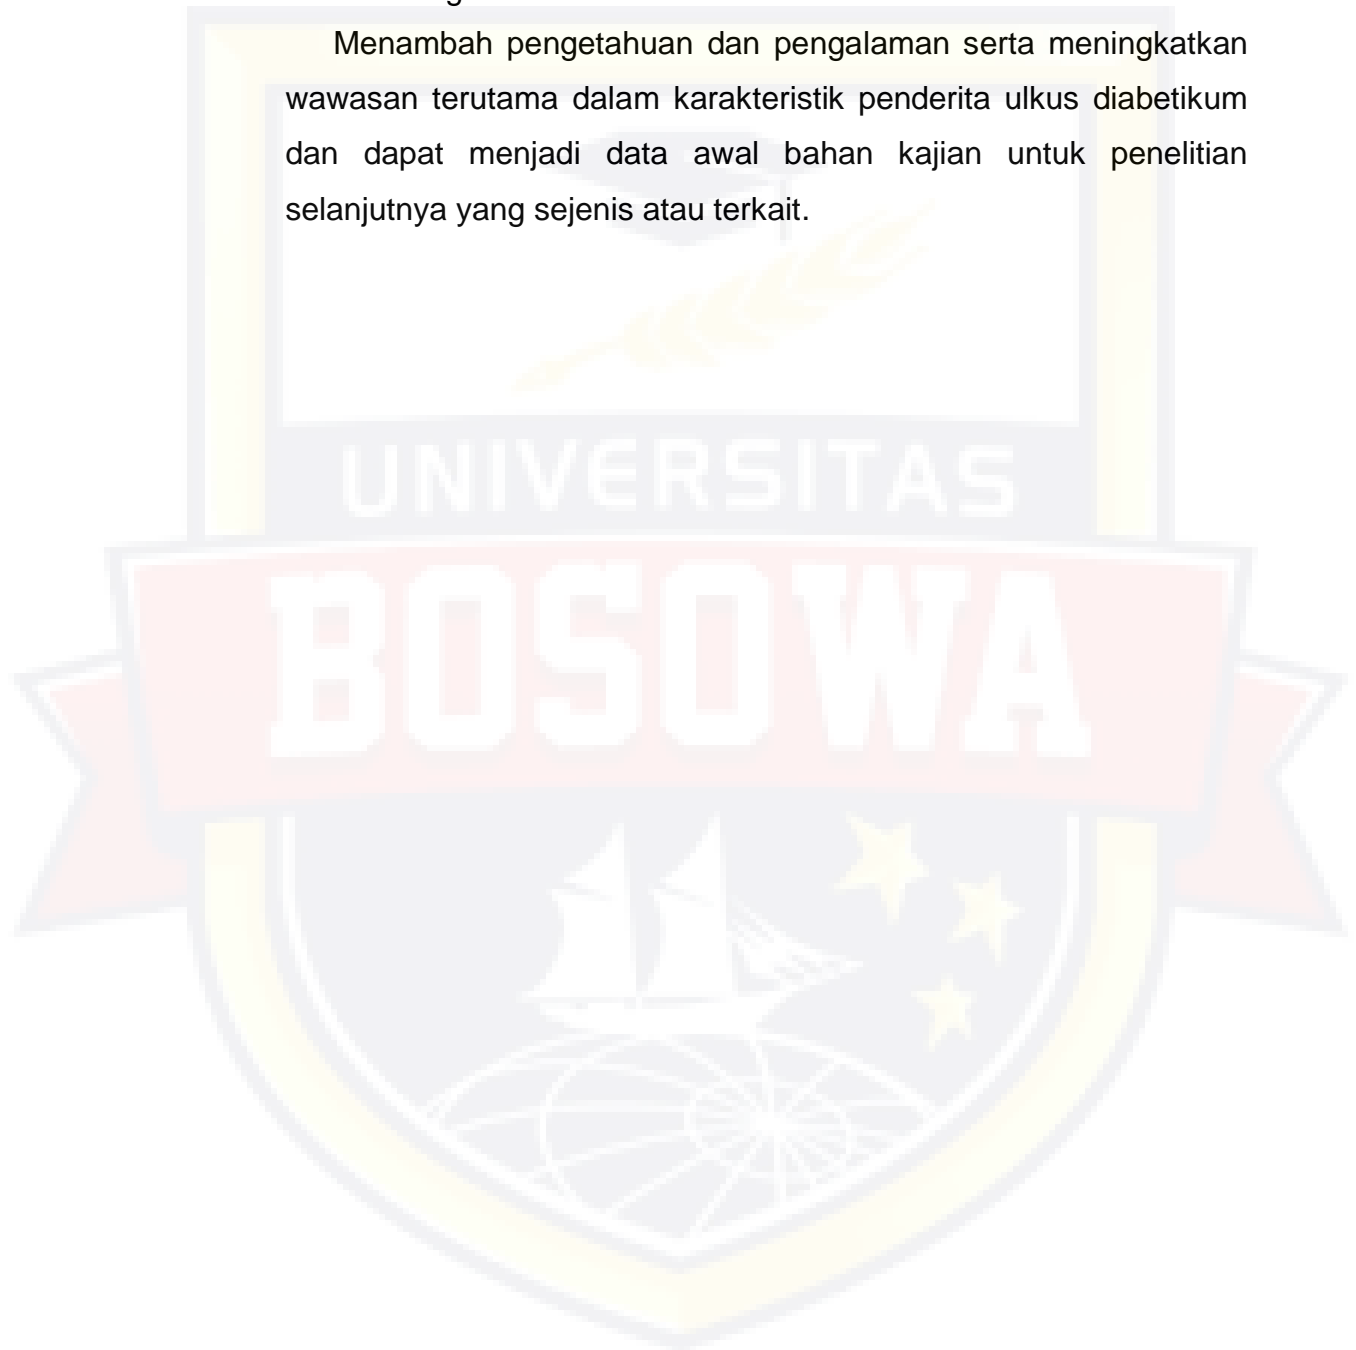 Menambah pengetahuan dan pengalaman serta meningkatkan
wawasan terutama dalam karakteristik penderita ulkus diabetikum
dan dapat menjadi data awal bahan kajian untuk penelitian
selanjutnya yang sejenis atau terkait.
UNIVERSITAS
BOSOWA